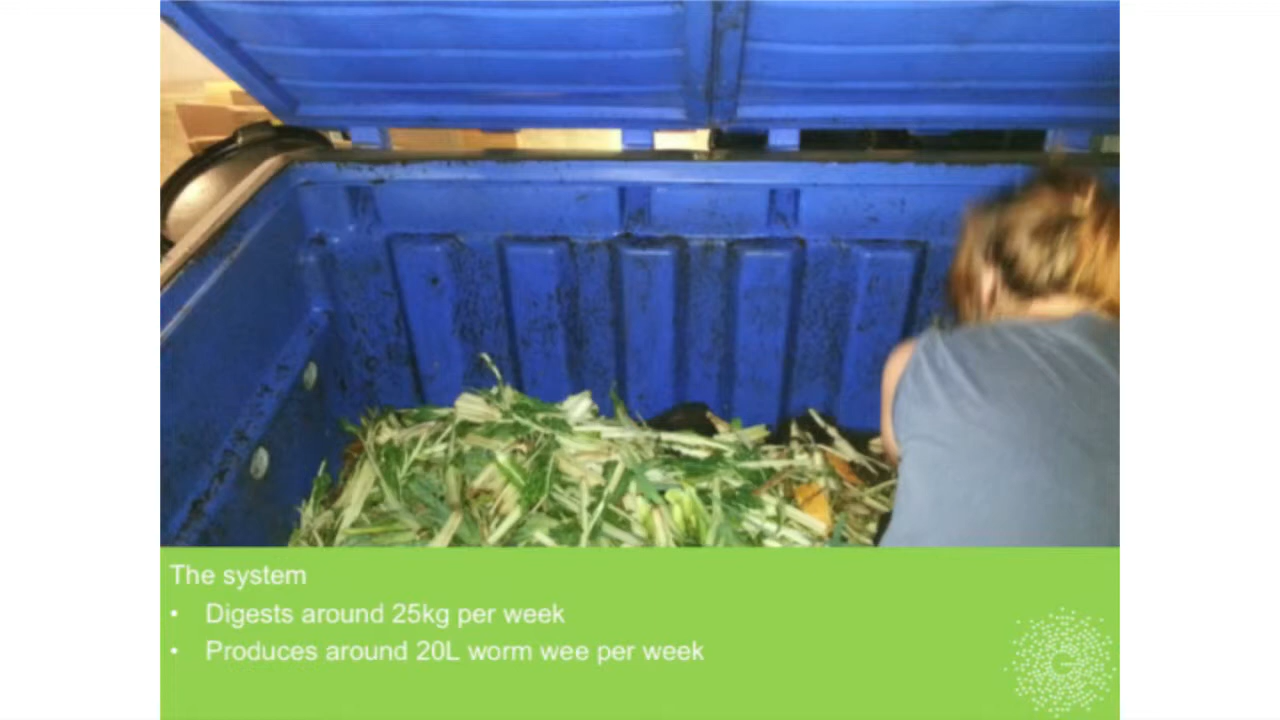 The system
• Digests around 25kg per week
• Produces around 20L worm wee per week